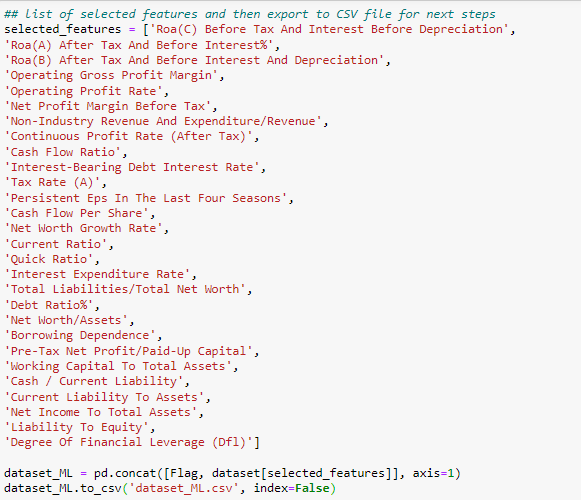 ## list of selected features and then export to CSV file for next steps
selected_features = ['Roa(C) Before Tax And Interest Before Depreciation',
'Roa(A) After Tax And Before Interest%',
'Roa(B) After Tax And Before Interest And Depreciation',
'Operating Gross Profit Margin',
'Operating Profit Rate',
'Net Profit Margin Before Tax',
'Non-Industry Revenue And Expenditure/Revenue',
'Continuous Profit Rate (After Tax)',
'Cash Flow Ratio',
'Interest-Bearing Debt Interest Rate',
'Tax Rate (A)',
'Persistent Eps In The Last Four Seasons',
'Cash Flow Per Share',
'Net Worth Growth Rate',
'Current Ratio',
'Quick Ratio',
'Interest Expenditure Rate',
'Total Liabilities/Total Net Worth',
'Debt Ratio%',
'Net Worth/Assets',
'Borrowing Dependence',
'Pre-Tax Net Profit/Paid-Up Capital',
'Working Capital To Total Assets',
'Cash / Current Liability',
'Current Liability To Assets',
'Net Income To Total Assets',
'Liability To Equity',
'Degree Of Financial Leverage (Dfl)']
dataset_ML = pd.concat([Flag, dataset[selected_features]], axis=1)
dataset_ML.to_csv('dataset_ML.csv', index=False)